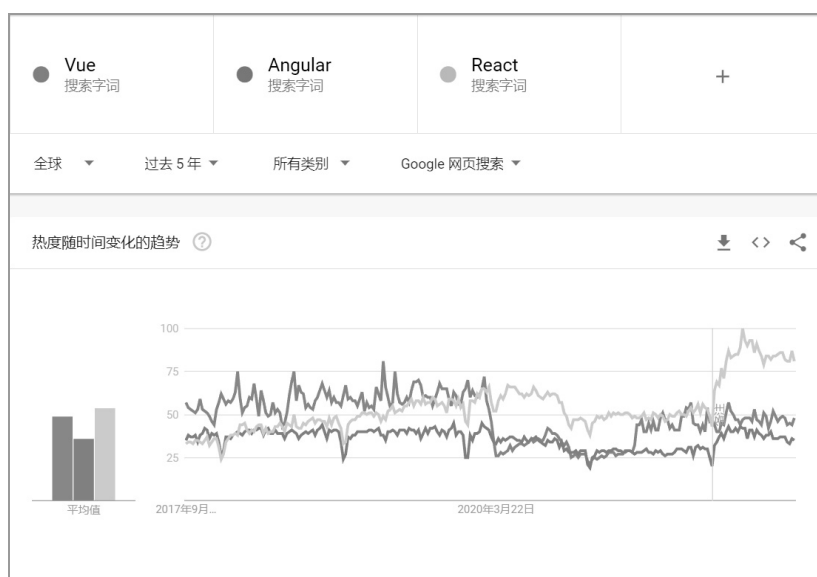 Vue
搜索字词
Angular
搜索字词
React
搜索字词
+
全球
过去 5 年
所有类别
Google 网页搜索
热度随时间变化的趋势
?
100
75
50
25
平均值
2017年9月...
2020年3月22日